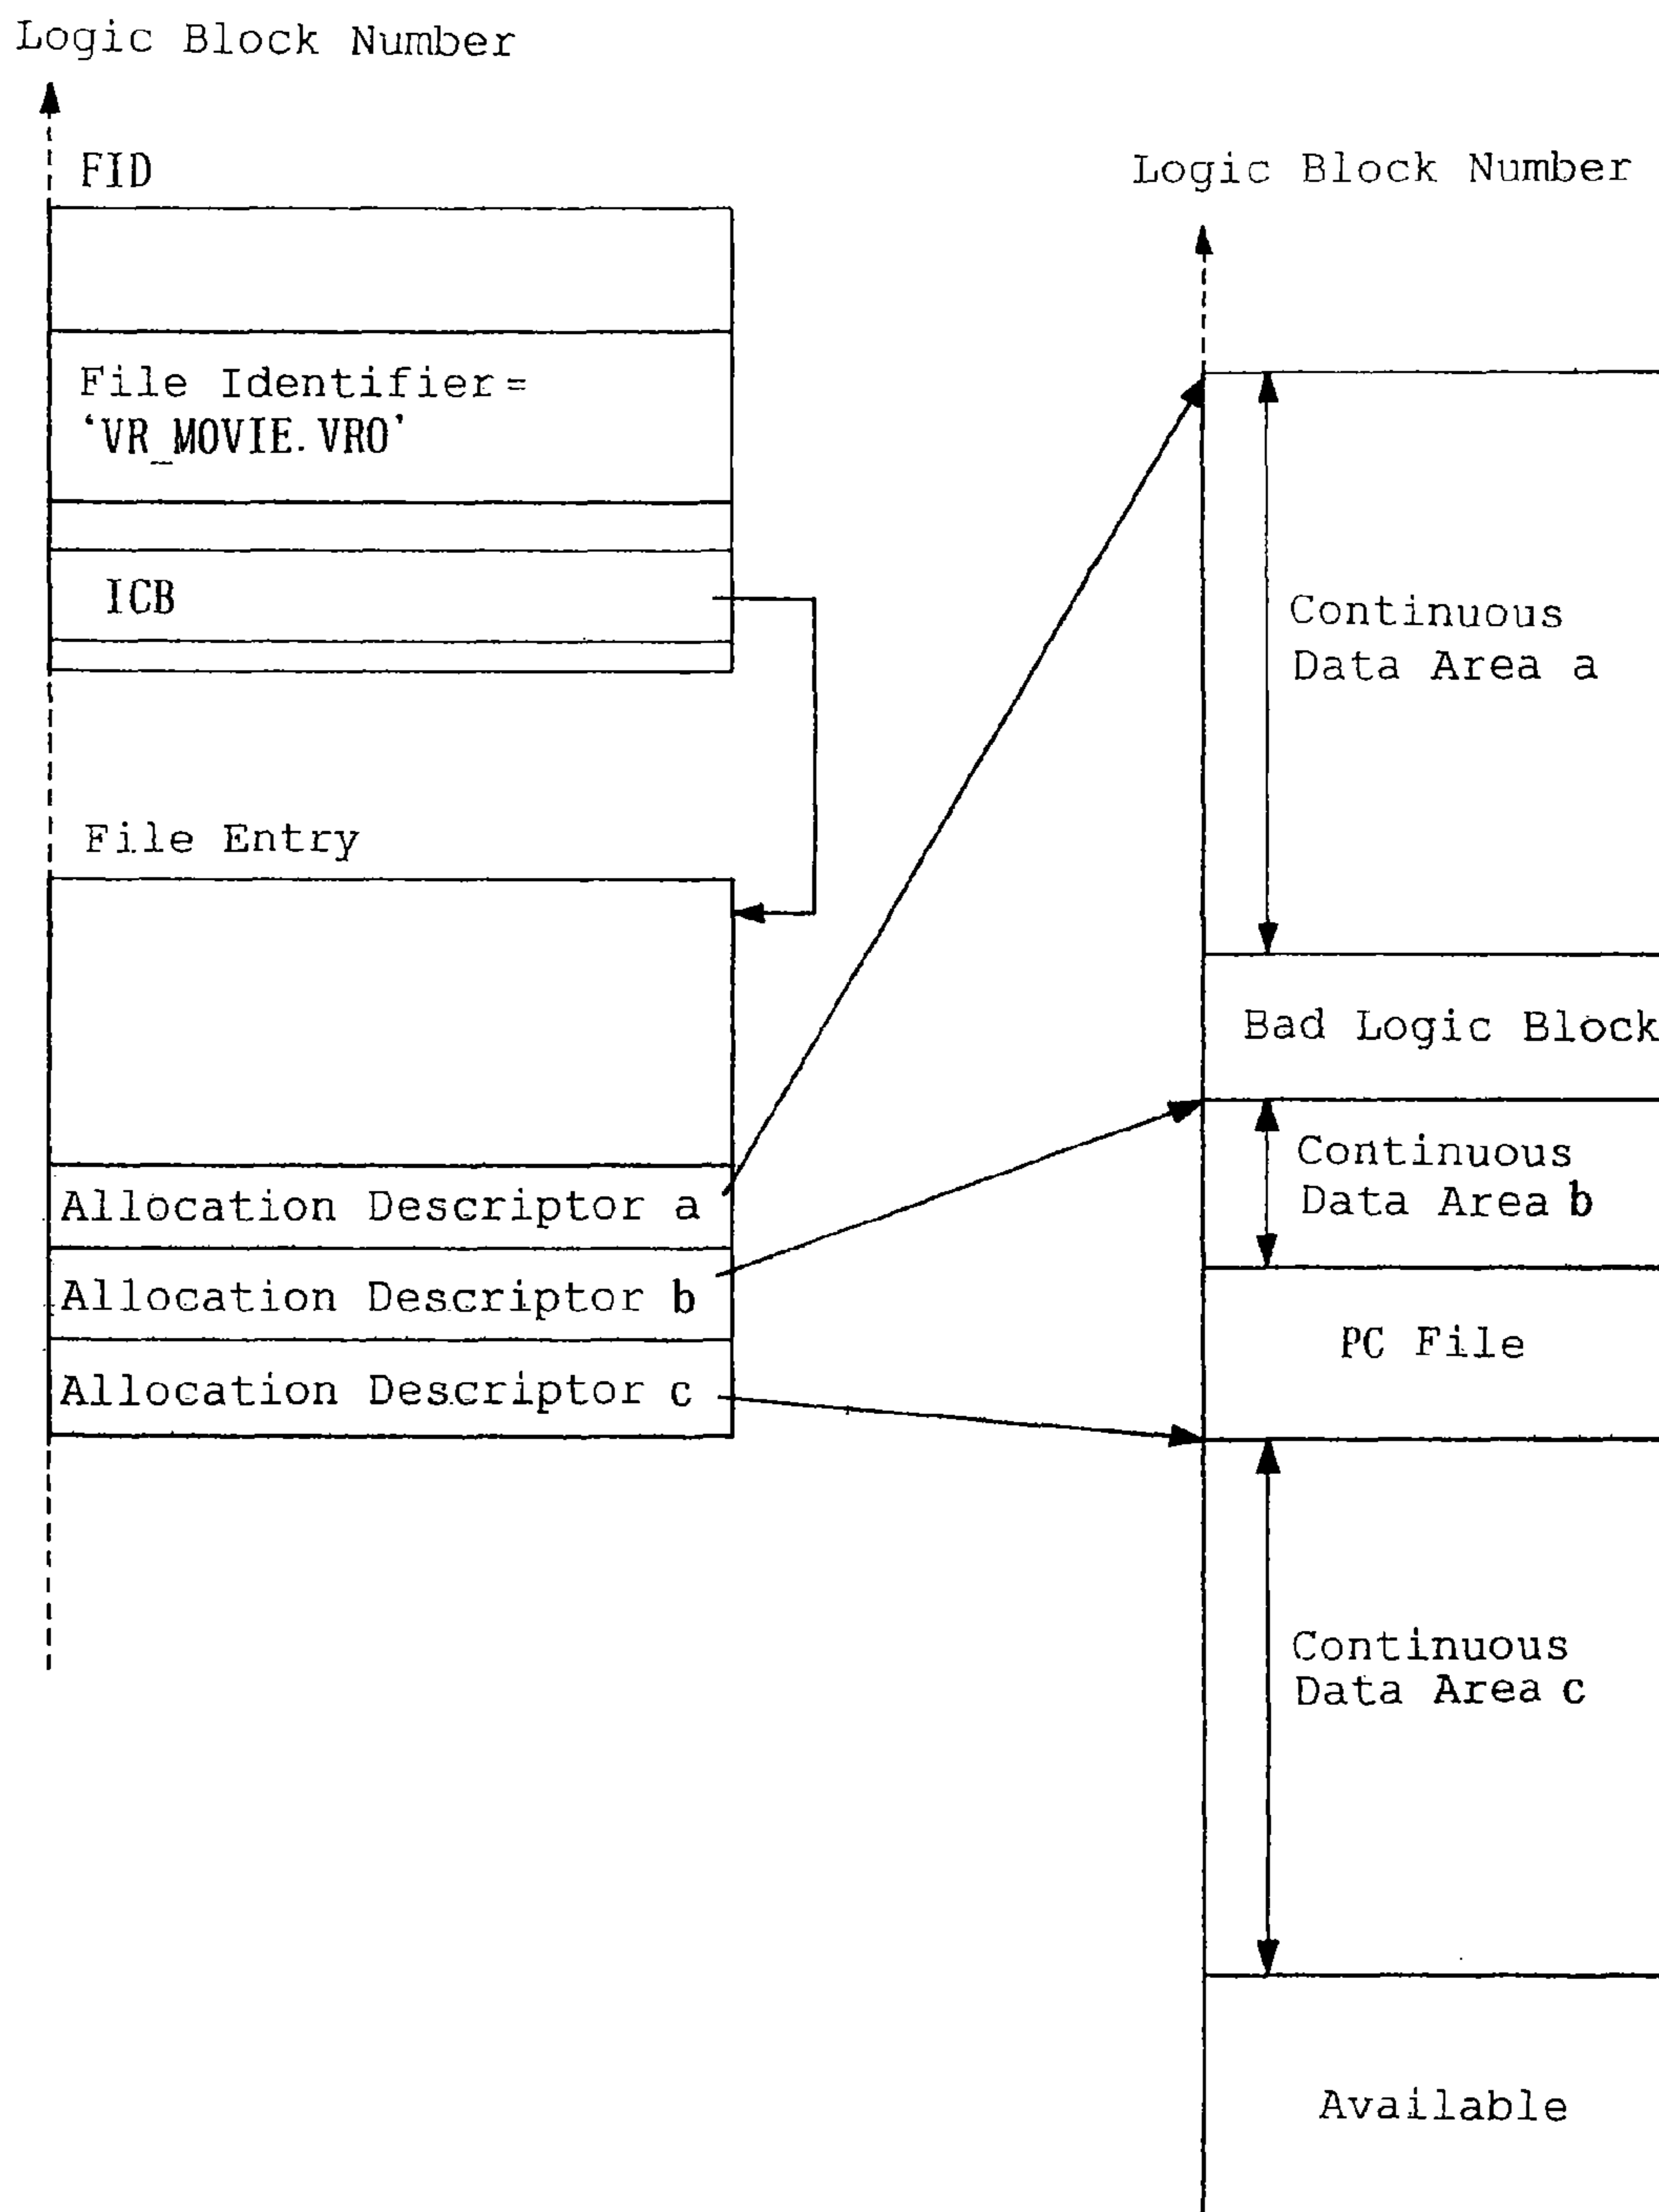 Logic Block Number
FID
File Identifier=
‘VR_MOVIE.VRO’
ICB
File Entry
Allocation Descriptor a
Allocation Descriptor b
Allocation Descriptor c
Logic Block Number
Continuous
Data Area a
Bad Logic Block
Continuous
Data Area b
PC File
Continuous
Data Area c
Available